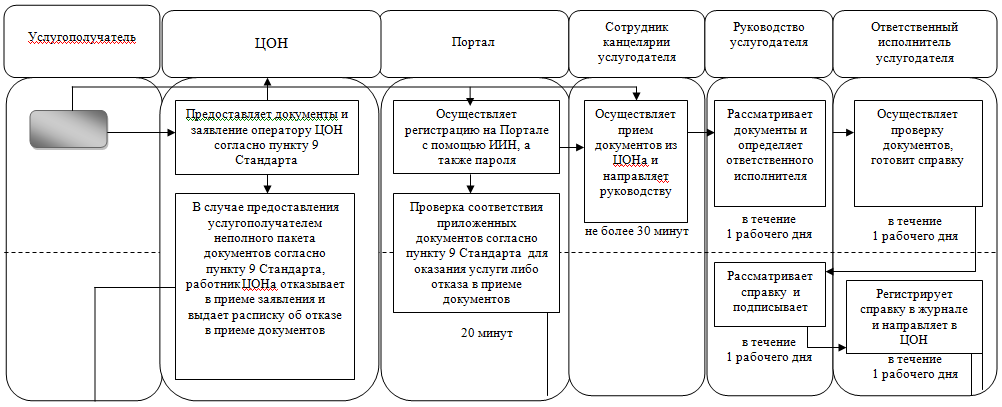 Услугополучатель
ЦОН
Портал
Сотрудник
канцелярии
услугодателя
Руководство
услугодателя
Ответственный
исполнитель
услугодателя
Предоставляет документы и
заявление оператору ЦОН
согласно пункту 9
Стандарта
В случае предоставления
услугополучателем
неполного пакета
документов согласно
пункту 9 Стандарта,
работник ЦОНа отказывает
в приеме заявления и
выдает расписку об отказе
в приеме документов
Осуществляет
регистрацию на Портале
с помощью ИИН, а
также пароля
Проверка соответствия
приложенных
документов согласно
пункту 9 Стандарта для
оказания услуги либо
отказа в приеме
документов
20 минут
Осуществляет
прием
документов из
ЦОНа и
направляет
руководству
не более 30 минут
Рассматривает
документы и
определяет
ответственного
исполнителя
в течение
1 рабочего дня
Осуществляет
проверку
документов,
готовит справку
в течение
1 рабочего дня
Рассматривает
справку и
подписывает
в течение
1 рабочего дня
Регистрирует
справку в журнале
и направляет в
ЦОН
в течение
1 рабочего дня